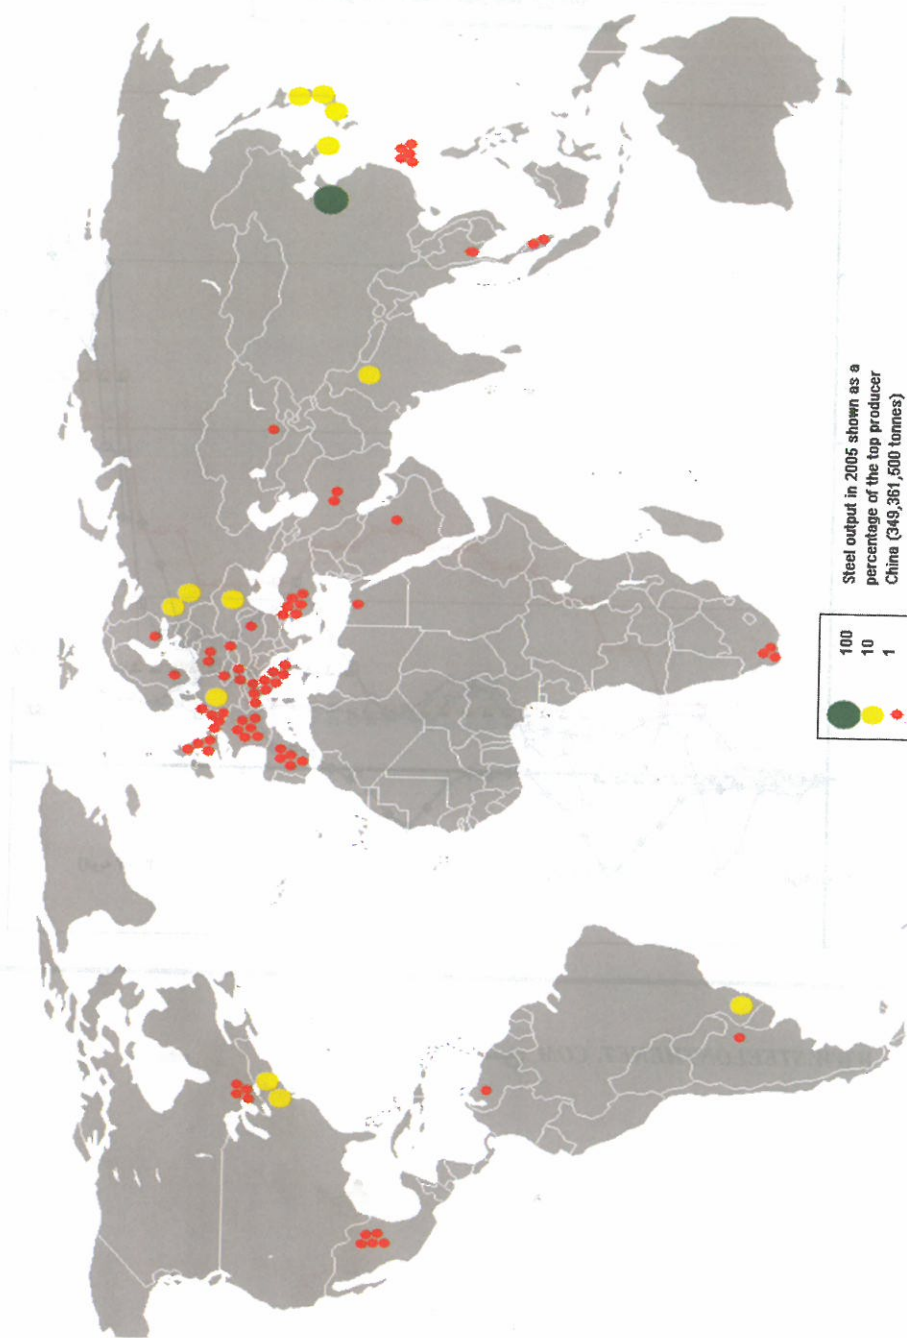 100
10
1
Steel output in 2005 shown as a
percentage of the top producer
China (349,361,500 tonnes)